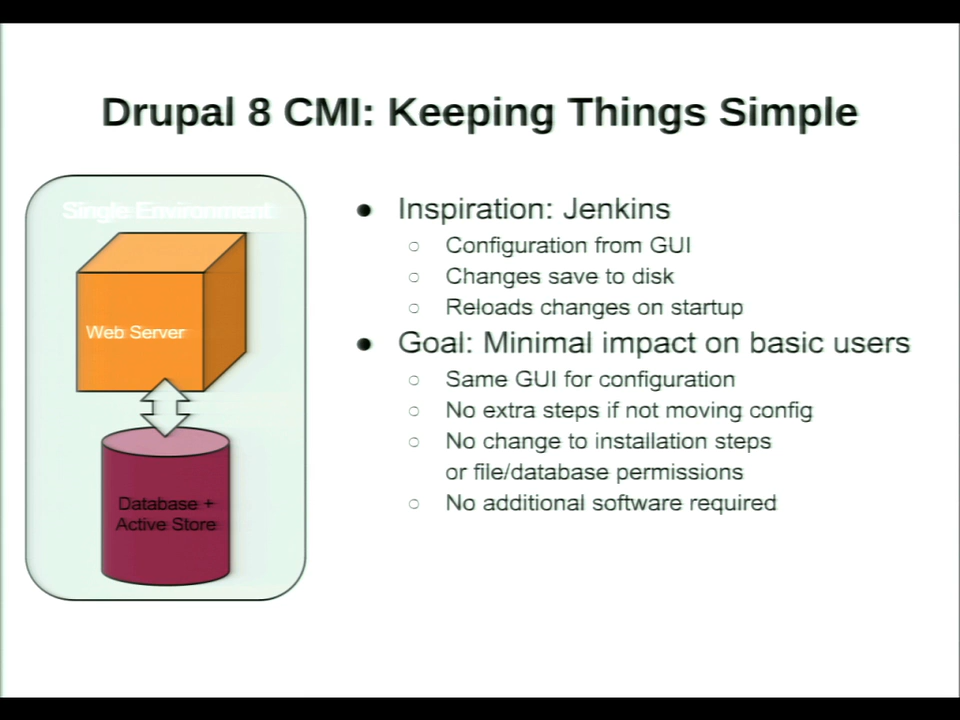 Drupal 8 CMI: Keeping Things Simple
Single Environment
Web Server
Database +
Active Store
● Inspiration: Jenkins
○ Configuration from GUI
○ Changes save to disk
○ Reloads changes on startup
● Goal: Minimal impact on basic users
○ Same GUI for configuration
○ No extra steps if not moving config
○ No change to installation steps
or file/database permissions
○ No additional software required